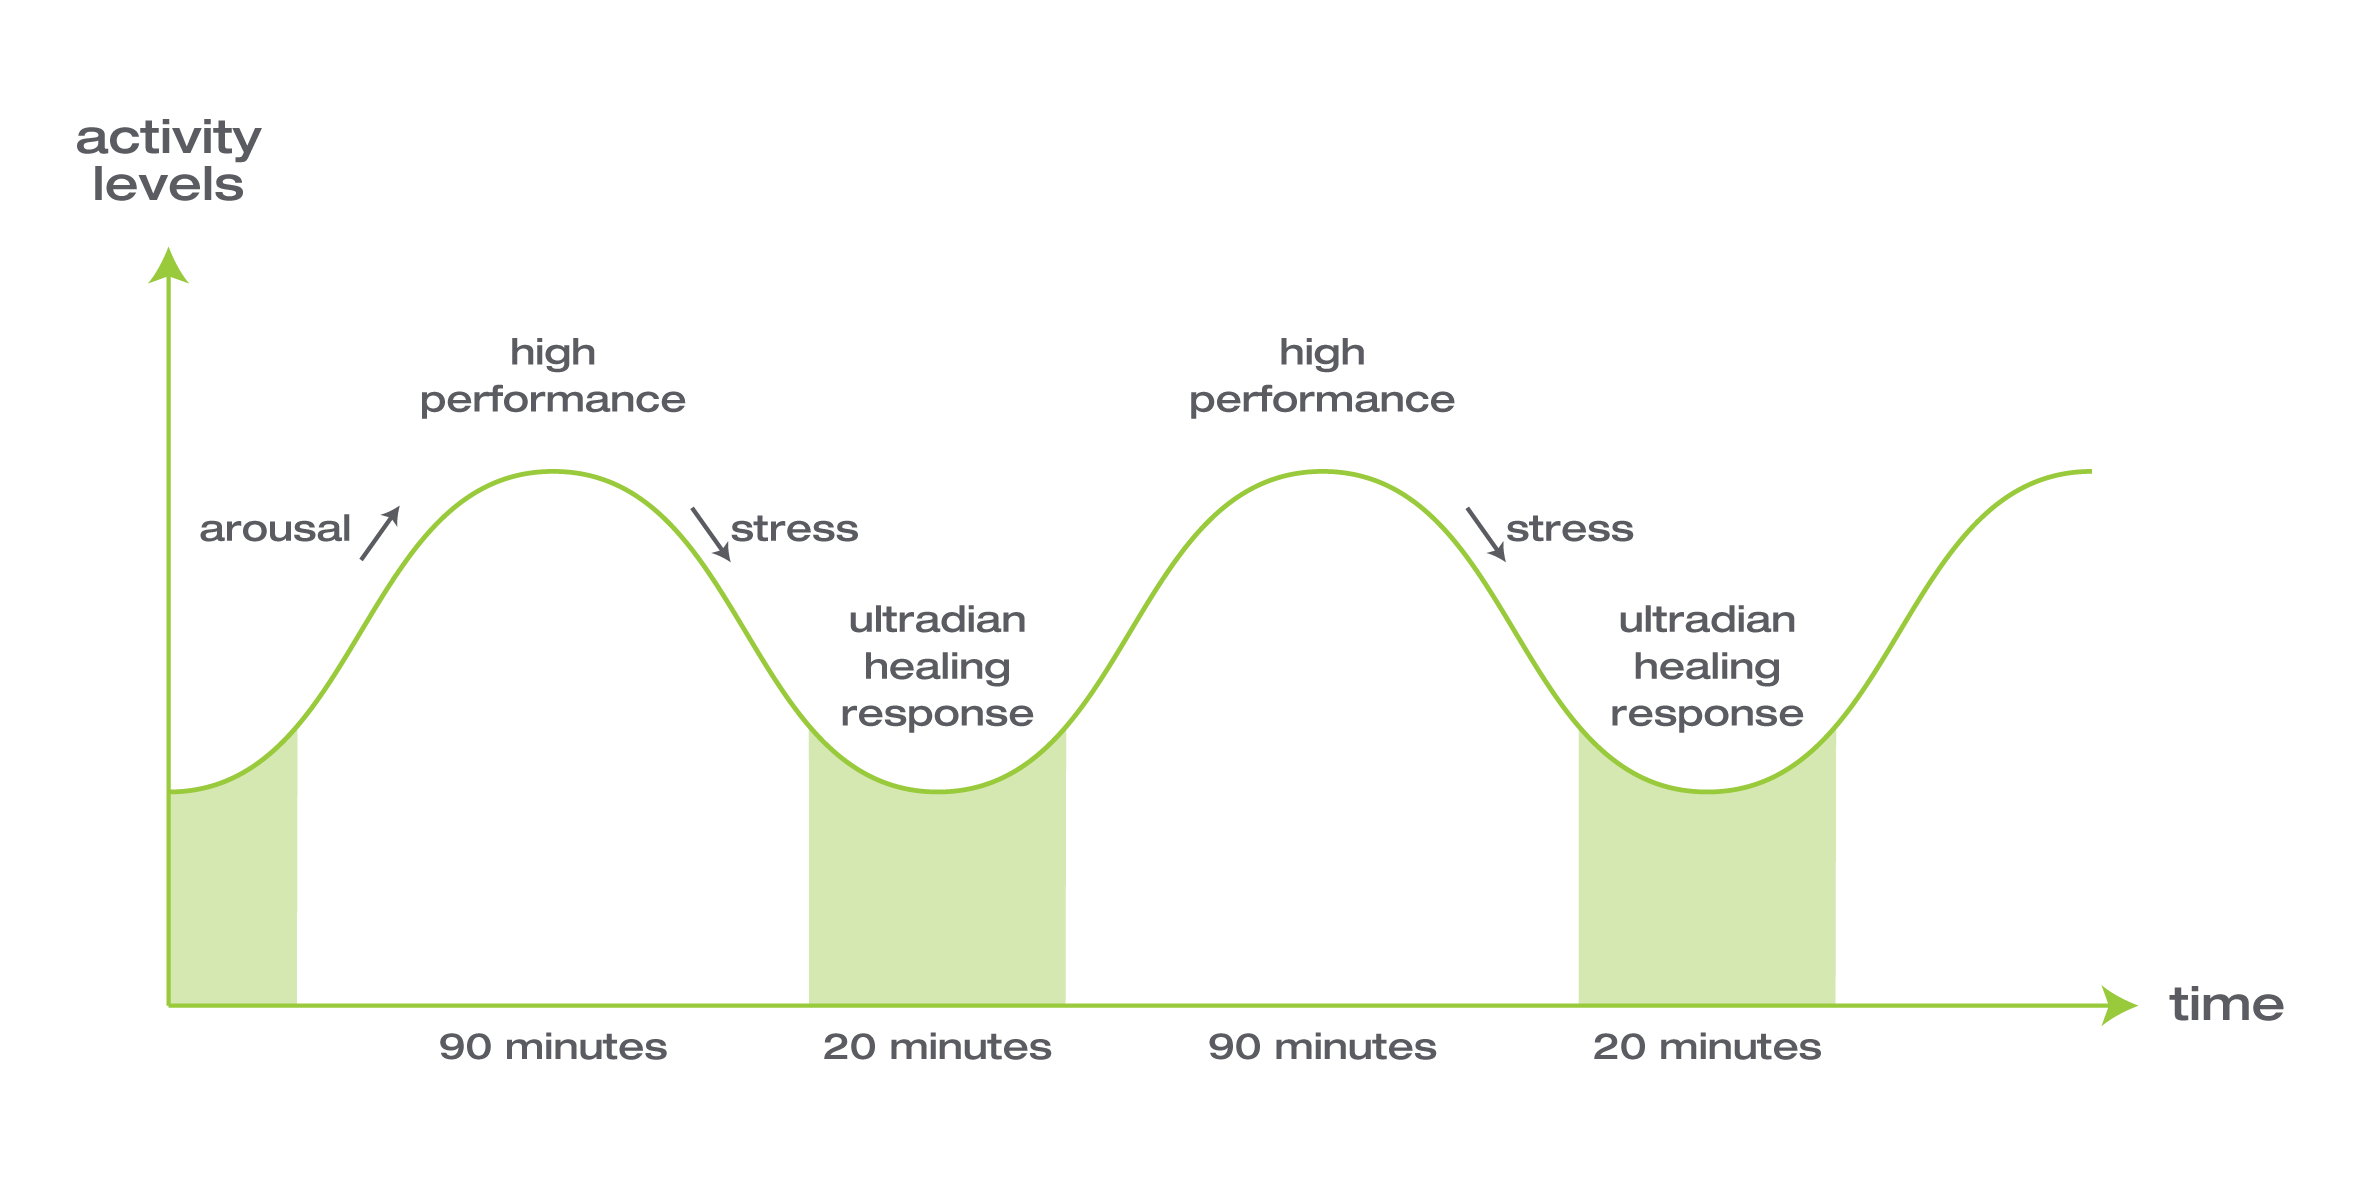 activity
levels
high
performance
high
performance
arousal
stress
stress
ultradian
healing
response
ultradian
healing
response
time
90 minutes
20 minutes
90 minutes
20 minutes